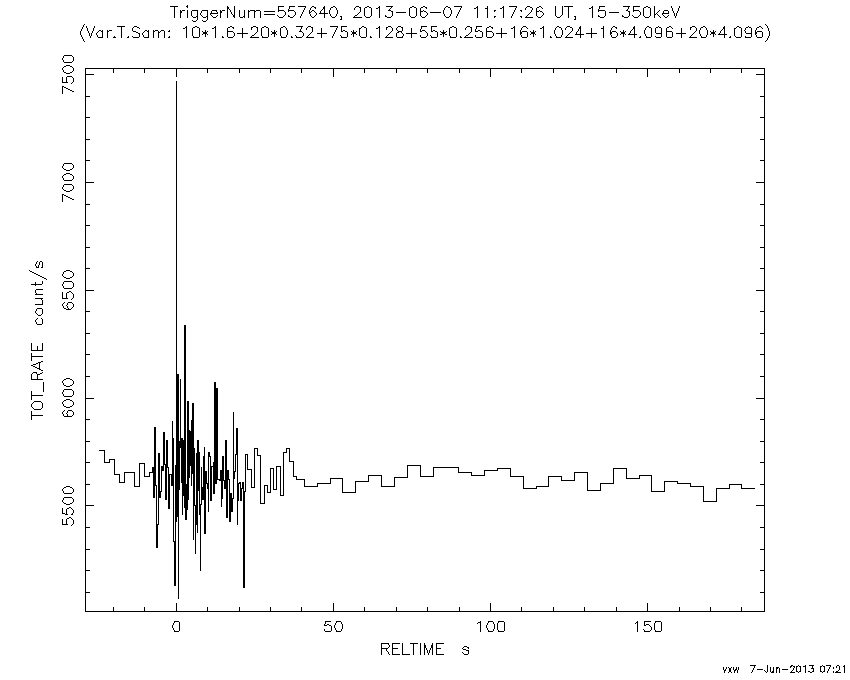 TriggerNum=557640, 2013-06-07 11:17:26 UT, 15-350keV
(Var.T.Sam: 10*1.6+20*0.32+75*0.128+55*0.256+16*1.024+16*4.096+20*4.096)
7500
7000
6500
6000
5500
TOT_RATE count/s
0 50 100 150
RELTIME s
vxw 7-Jun-2013 07:21